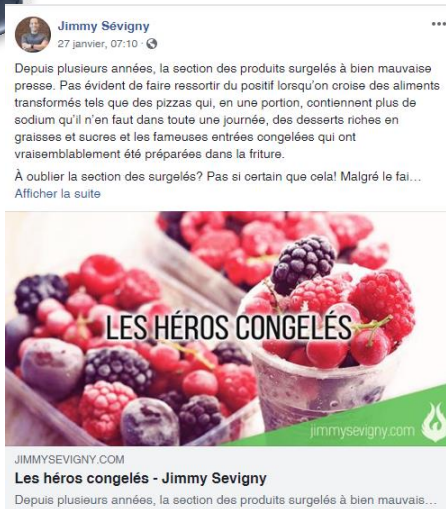 Jimmy Sévigny
27 janvier, 07:10 ·
Depuis plusieurs années, la section des produits surgelés à bien mauvaise
presse. Pas évident de faire ressortir du positif lorsqu'on croise des aliments
transformés tels que des pizzas qui, en une portion, contiennent plus de
sodium qu'il n'en faut dans toute une journée, des desserts riches en
graisses et sucres et les fameuses entrées congelées qui ont
vraisemblablement été préparées dans la friture.
À oublier la section des surgelés? Pas si certain que cela! Malgré le fai...
Afficher la suite
LES HÉROS CONGELÉS
jimmysevigny.com
JIMMYSEVIGNY.COM
Les héros congelés - Jimmy Sevigny
Depuis plusieurs années, la section des produits surgelés à bien mauvais...